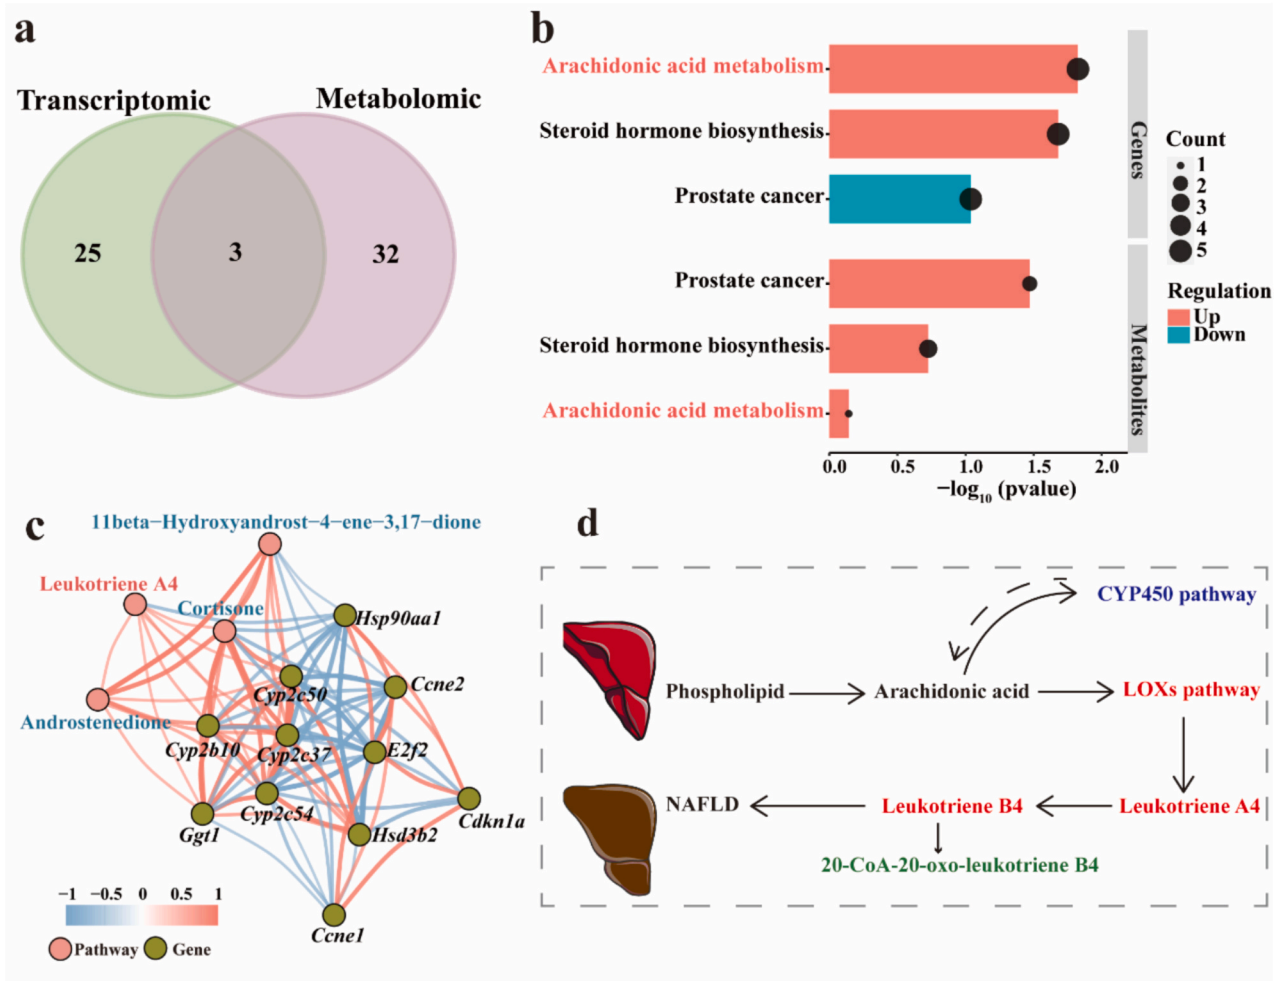 a
Transcriptomic
Metabolomic
25
3
32
b
Arachidonic acid metabolism
Steroid hormone biosynthesis
Prostate cancer
Prostate cancer
Steroid hormone biosynthesis
Arachidonic acid metabolism
0.0 0.5 1.0 1.5 2.0
−log10 (pvalue)
Genes
Metabolites
Count
1
2
3
4
5
Regulation
Up
Down
c
11beta−Hydroxyandrost−4−ene−3,17−dione
Leukotriene A4
Cortisone
Hsp90aa1
Cyp2c50
Ccne2
Androstenedione
Cyp2b10
Cyp2c37
E2f2
Cyp2c54
Cdkn1a
Ggt1
Hsd3b2
Ccne1
−1 −0.5 0 0.5 1
Pathway
Gene
d
CYP450 pathway
Phospholipid
Arachidonic acid
LOXs pathway
NAFLD
Leukotriene B4
Leukotriene A4
20-CoA-20-oxo-leukotriene B4